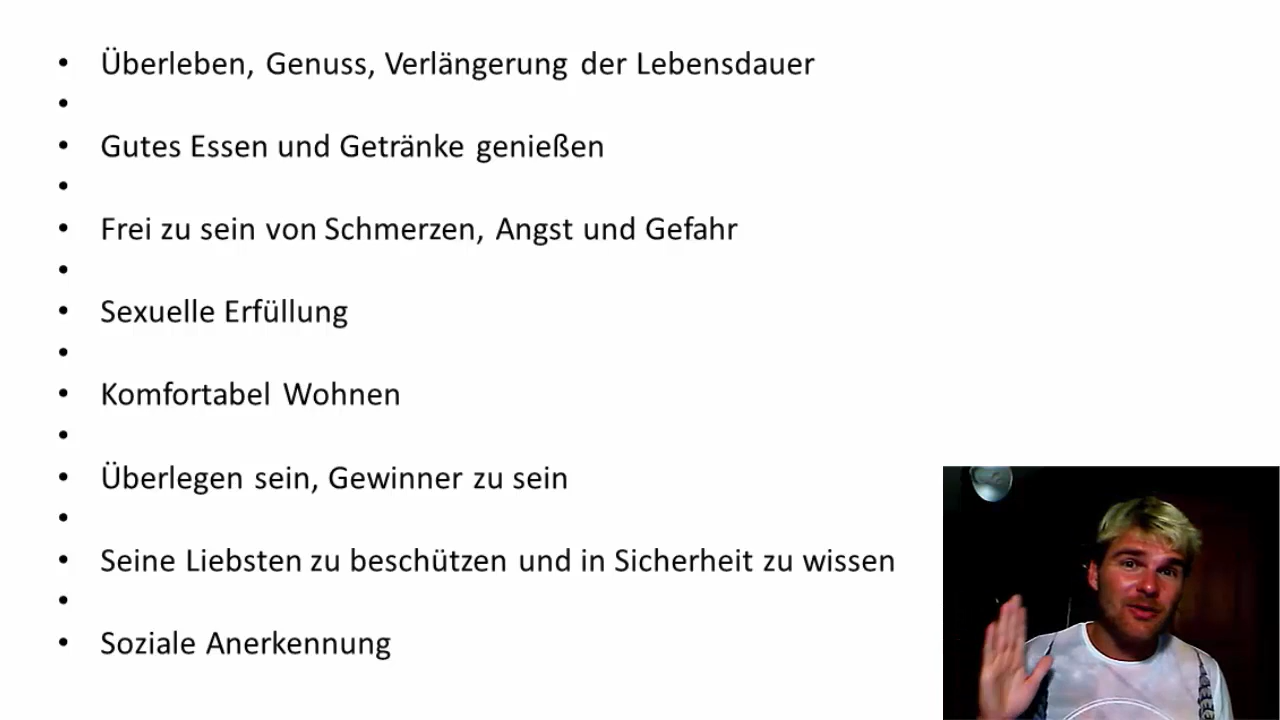 • Überleben, Genuss, Verlängerung der Lebensdauer
•
• Gutes Essen und Getränke genießen
•
• Frei zu sein von Schmerzen, Angst und Gefahr
•
• Sexuelle Erfüllung
•
• Komfortabel Wohnen
•
• Überlegen sein, Gewinner zu sein
•
• Seine Liebsten zu beschützen und in Sicherheit zu wissen
•
• Soziale Anerkennung